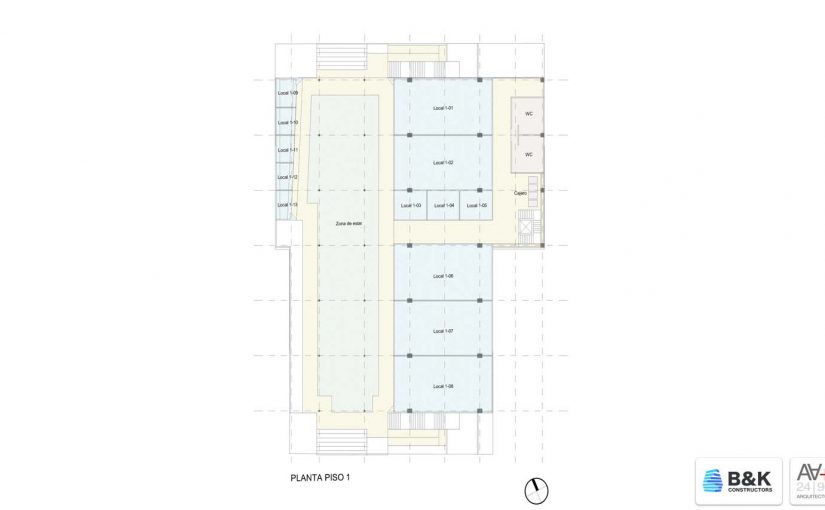 Local 1-09
Local 1-10
Local 1-11
Local 1-12
Local 1-13
Zona de estar
Local 1-01
Local 1-02
Local 1-03
Local 1-04
Local 1-05
WC
WC
Cajero
Local 1-06
Local 1-07
Local 1-08
PLANTA PISO 1
B&K
CONSTRUCTORS
24|9
ARQUITECT